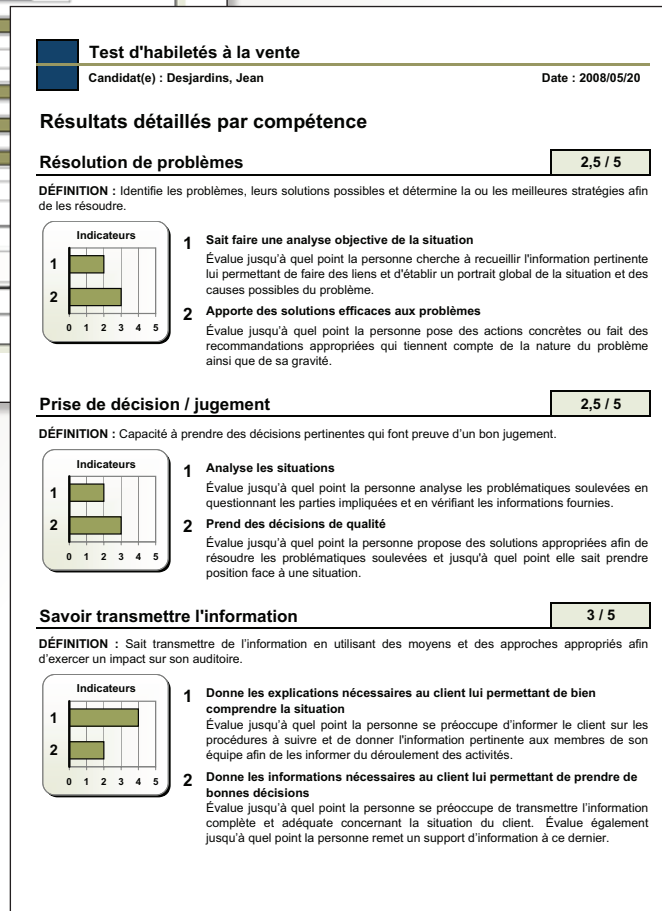 Test d'habiletés à la vente
Candidat(e) : Desjardins, Jean Date : 2008/05/20
Résultats détaillés par compétence
Résolution de problèmes 2,5 / 5
DÉFINITION : Identifie les problèmes, leurs solutions possibles et détermine la ou les meilleures stratégies afin
de les résoudre.
Indicateurs
1
2
0 1 2 3 4 5
1 Sait faire une analyse objective de la situation
Évalue jusqu'à quel point la personne cherche à recueillir l'information pertinente
lui permettant de faire des liens et d'établir un portrait global de la situation et des
causes possibles du problème.
2 Apporte des solutions efficaces aux problèmes
Évalue jusqu'à quel point la personne pose des actions concrètes ou fait des
recommandations appropriées qui tiennent compte de la nature du problème
ainsi que de sa gravité.
Prise de décision / jugement 2,5 / 5
DÉFINITION : Capacité à prendre des décisions pertinentes qui font preuve d'un bon jugement.
Indicateurs
1
2
0 1 2 3 4 5
1 Analyse les situations
Évalue jusqu'à quel point la personne analyse les problématiques soulevées en
questionnant les parties impliquées et en vérifiant les informations fournies.
2 Prend des décisions de qualité
Évalue jusqu'à quel point la personne propose des solutions appropriées afin de
résoudre les problématiques soulevées et jusqu'à quel point elle sait prendre
position face à une situation.
Savoir transmettre l'information 3 / 5
DÉFINITION : Sait transmettre de l'information en utilisant des moyens et des approches appropriés afin
d'exercer un impact sur son auditoire.
Indicateurs
1
2
0 1 2 3 4 5
1 Donne les explications nécessaires au client lui permettant de bien
comprendre la situation
Évalue jusqu'à quel point la personne se préoccupe d'informer le client sur les
procédures à suivre et de donner l'information pertinente aux membres de son
équipe afin de les informer du déroulement des activités.
2 Donne les informations nécessaires au client lui permettant de prendre de
bonnes décisions
Évalue jusqu'à quel point la personne se préoccupe de transmettre l'information
complète et adéquate concernant la situation du client. Évalue également
jusqu'à quel point la personne remet un support d'information à ce dernier.